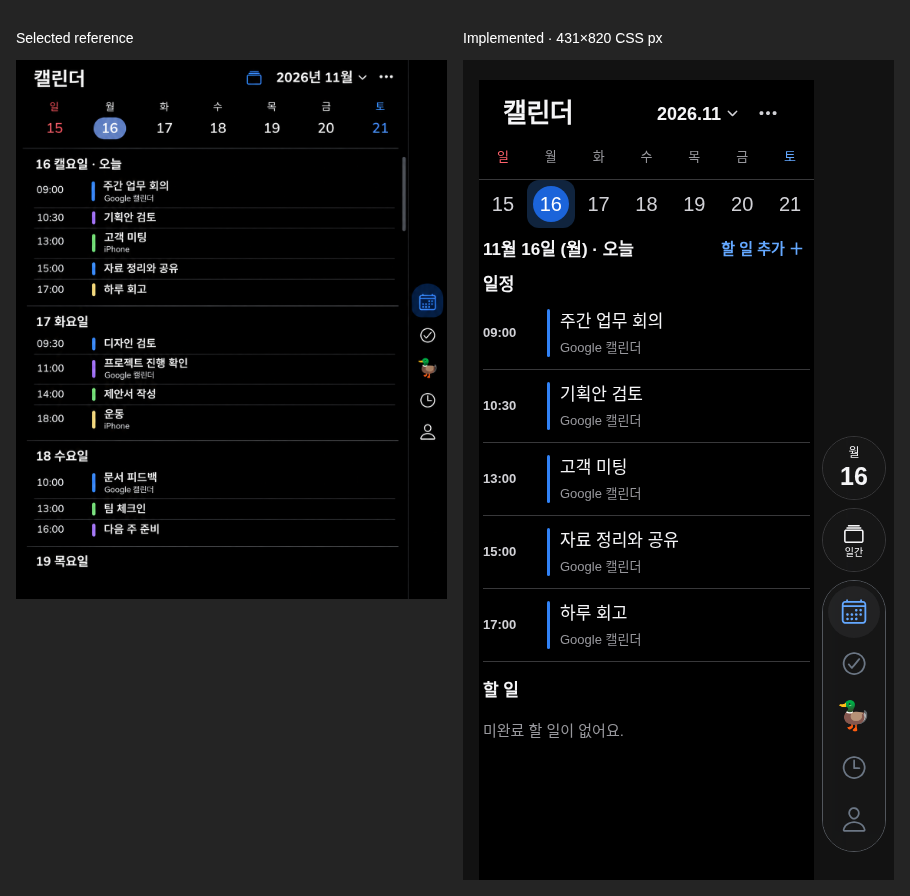 Selected reference
캘린더
2026년 11월
일 월 화 수 목 금 토
15 16 17 18 19 20 21
16 캘요일 · 오늘
09:00 주간 업무 회의
Google 캘린더
10:30 기획안 검토
13:00 고객 미팅
iPhone
15:00 자료 정리와 공유
17:00 하루 회고
17 화요일
09:30 디자인 검토
11:00 프로젝트 진행 확인
Google 캘린더
14:00 제안서 작성
18:00 운동
iPhone
18 수요일
10:00 문서 피드백
Google 캘린더
13:00 팀 체크인
16:00 다음 주 준비
19 목요일
Implemented · 431×820 CSS px
캘린더
2026.11
일 월 화 수 목 금 토
15 16 17 18 19 20 21
11월 16일 (월) · 오늘
할 일 추가 +
일정
09:00 주간 업무 회의
Google 캘린더
10:30 기획안 검토
Google 캘린더
13:00 고객 미팅
Google 캘린더
15:00 자료 정리와 공유
Google 캘린더
17:00 하루 회고
Google 캘린더
할 일
미완료 할 일이 없어요.
월
16
일간